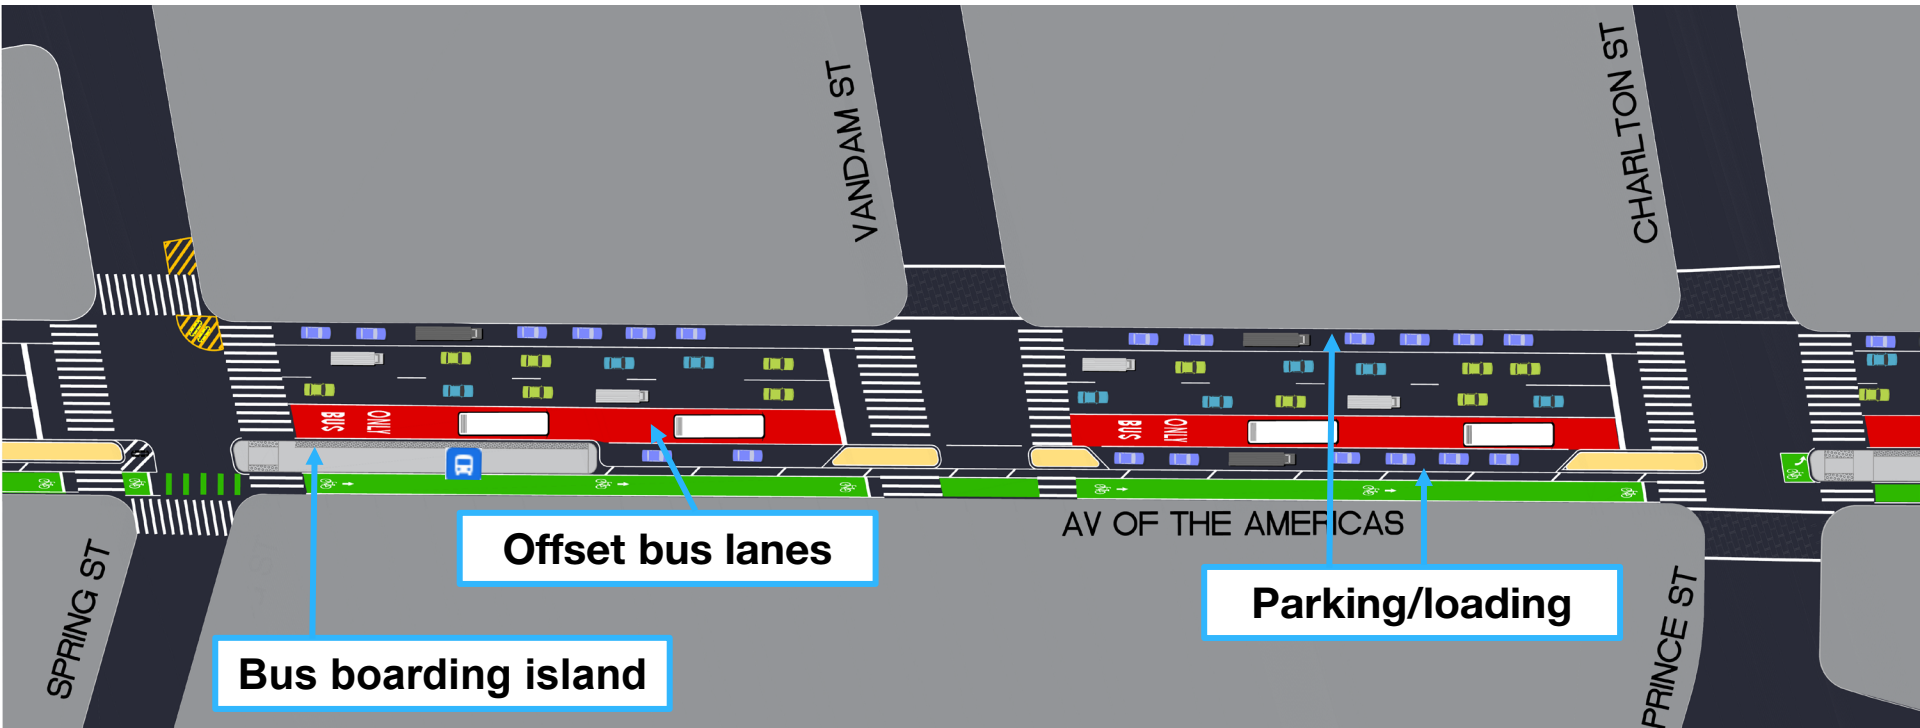 VANDAM ST
CHARLTON ST
BUS ONLY
BUS ONLY
AV OF THE AMERICAS
Offset bus lanes
Parking/loading
SPRING ST
Bus boarding island
PRINCE ST